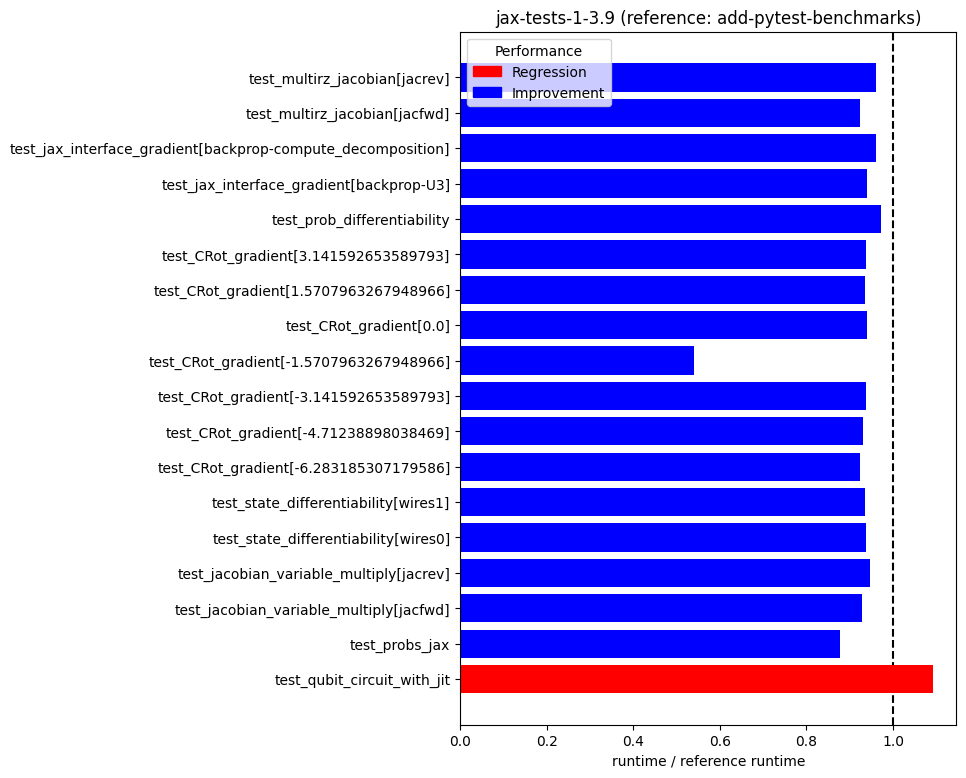 jax-tests-1-3.9 (reference: add-pytest-benchmarks)
Performance
Regression
Improvement
test_multirz_jacobian[jacrev]
test_multirz_jacobian[jacfwd]
test_jax_interface_gradient[backprop-compute_decomposition]
test_jax_interface_gradient[backprop-U3]
test_prob_differentiability
test_CRot_gradient[3.141592653589793]
test_CRot_gradient[1.5707963267948966]
test_CRot_gradient[0.0]
test_CRot_gradient[-1.5707963267948966]
test_CRot_gradient[-3.141592653589793]
test_CRot_gradient[-4.71238898038469]
test_CRot_gradient[-6.283185307179586]
test_state_differentiability[wires1]
test_state_differentiability[wires0]
test_jacobian_variable_multiply[jacrev]
test_jacobian_variable_multiply[jacfwd]
test_probs_jax
test_qubit_circuit_with_jit
0.0 0.2 0.4 0.6 0.8 1.0
runtime / reference runtime